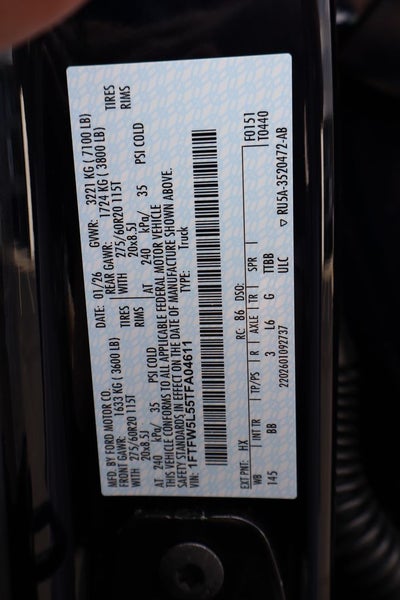 MFD. BY FORD MOTOR CO.
DATE: 01/26 GVWR: 3221 KG ( 7100 LB)
FRONT GAWR: 1633 KG ( 3600 LB) REAR GAWR: 1724 KG ( 3800 LB)
WITH 275/60R20 115T TIRES WITH 275/60R20 115T TIRES
20x8.5J RIMS 20x8.5J RIMS
AT 240 kPa/ 35 PSI COLD AT 240 kPa/ 35 PSI COLD
THIS VEHICLE CONFORMS TO ALL APPLICABLE FEDERAL MOTOR VEHICLE
SAFETY STANDARDS IN EFFECT ON THE DATE OF MANUFACTURE SHOWN ABOVE.
VIN: 1FTFW5L55TFA04611 TYPE: Truck
F0151
T0440
EXT PNT: HX RC: 86 DSO:
WB INT TR TP/PS R AXLE TR SPR
145 BB 3 L6 G TTBB
ULC
2202601092737
RU5A-3520472-AB